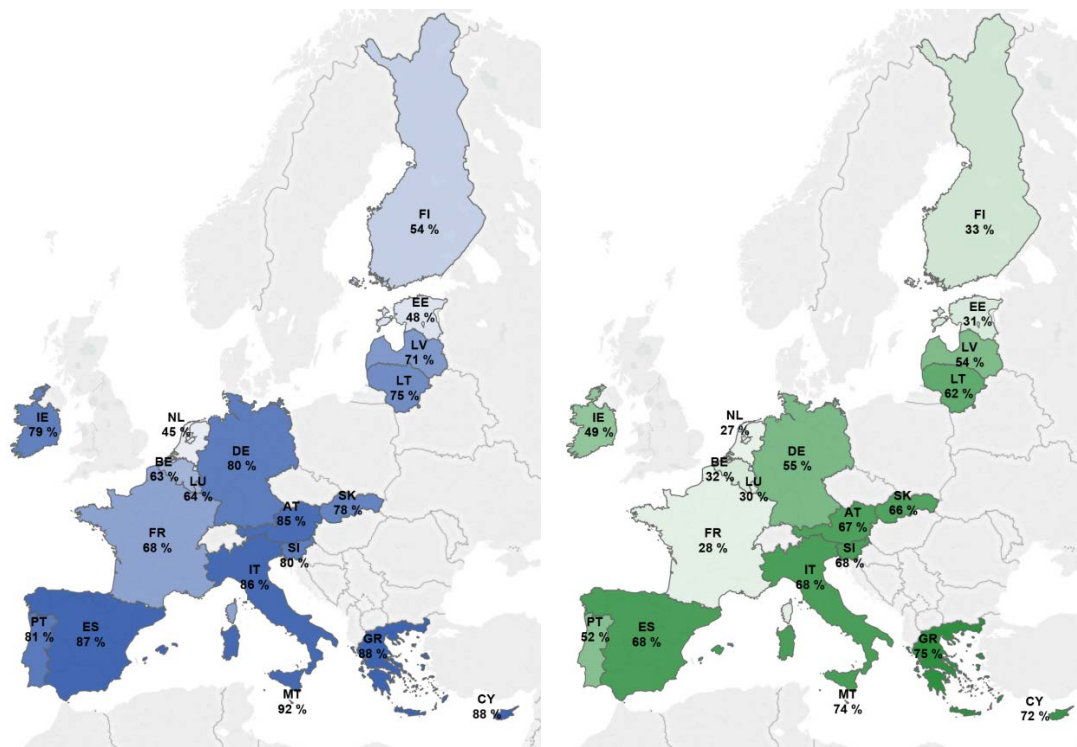 FI
54 %
EE
48 %
LV
71 %
LT
75 %
IE
79 %
NL
45 %
DE
80 %
BE
63 %
LU
64 %
SK
78 %
AT
85 %
FR
68 %
SI
80 %
IT
86 %
PT
81 %
ES
87 %
GR
88 %
MT
92 %
CY
88 %
FI
33 %
EE
31 %
LV
54 %
LT
62 %
IE
49 %
NL
27 %
DE
55 %
BE
32 %
LU
30 %
SK
66 %
AT
67 %
FR
28 %
SI
68 %
IT
68 %
PT
52 %
ES
68 %
GR
75 %
MT
74 %
CY
72 %